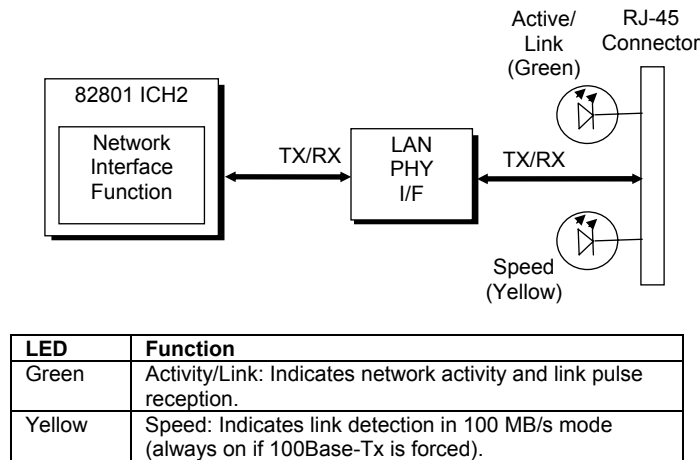 Active/
Link
(Green)
RJ-45
Connector
82801 ICH2
Network
Interface
Function
TX/RX
LAN
PHY
I/F
TX/RX
Speed
(Yellow)
LED Function
Green Activity/Link: Indicates network activity and link pulse
reception.
Yellow Speed: Indicates link detection in 100 MB/s mode
(always on if 100Base-Tx is forced).